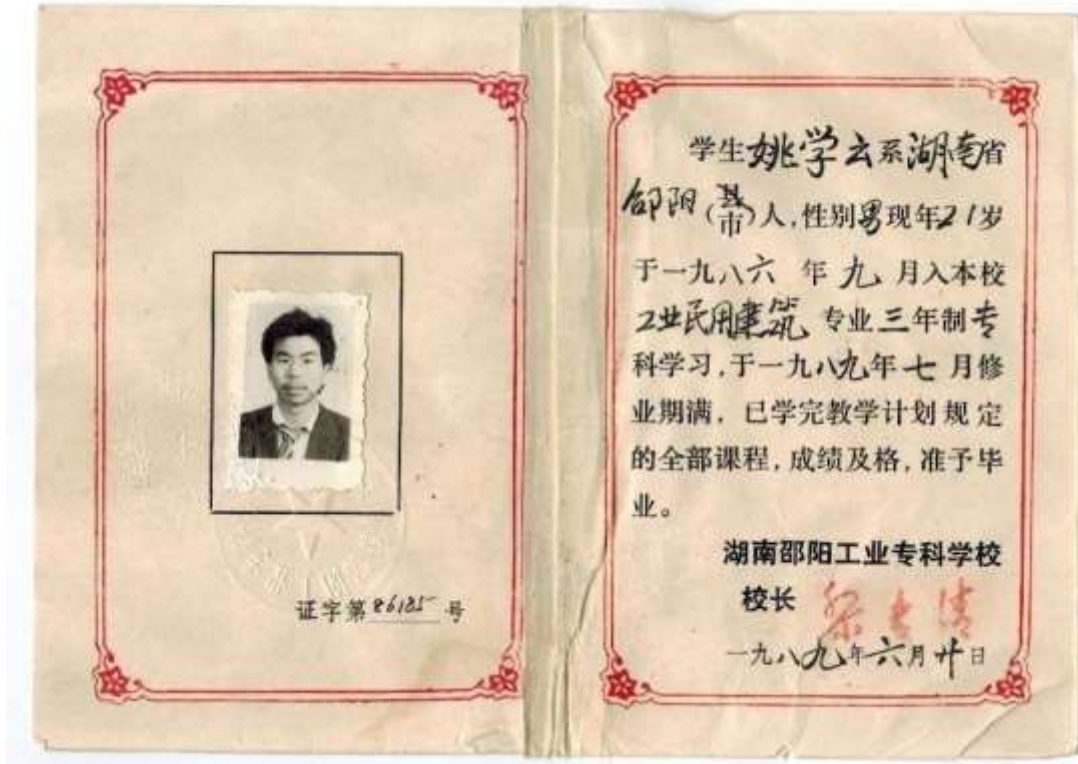 证字第86185号
学生姚学云系湖南省
邵阳(县市)人,性别男现年21岁
于一九八六 年 九 月入本校
工业民用建筑 专业三年制专
科学习,于一九八九年七月修
业期满,已学完教学计划规定
的全部课程,成绩及格,准予毕
业。
湖南邵阳工业专科学校
校长
一九八九年六月廿日